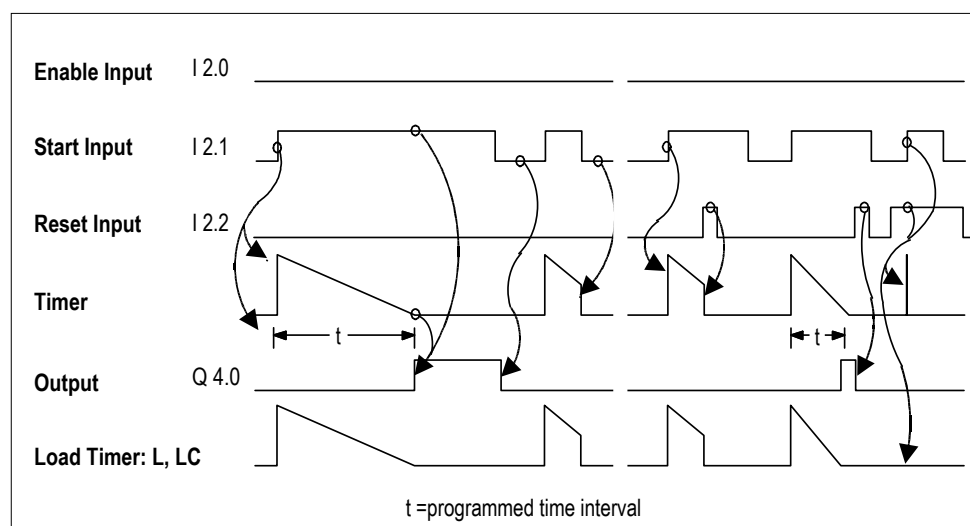 Enable Input I 2.0
Start Input I 2.1
Reset Input I 2.2
Timer
t t
Output Q 4.0
Load Timer: L, LC
t =programmed time interval